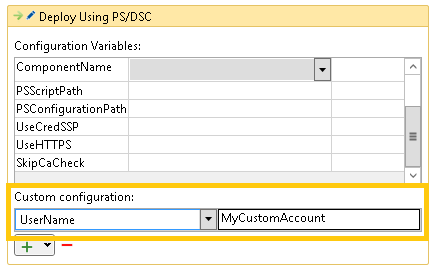 Deploy Using PS/DSC
Configuration Variables:
ComponentName
PSScriptPath
PSConfigurationPath
UseCredSSP
UseHTTPS
SkipCaCheck
Custom configuration:
UserName MyCustomAccount